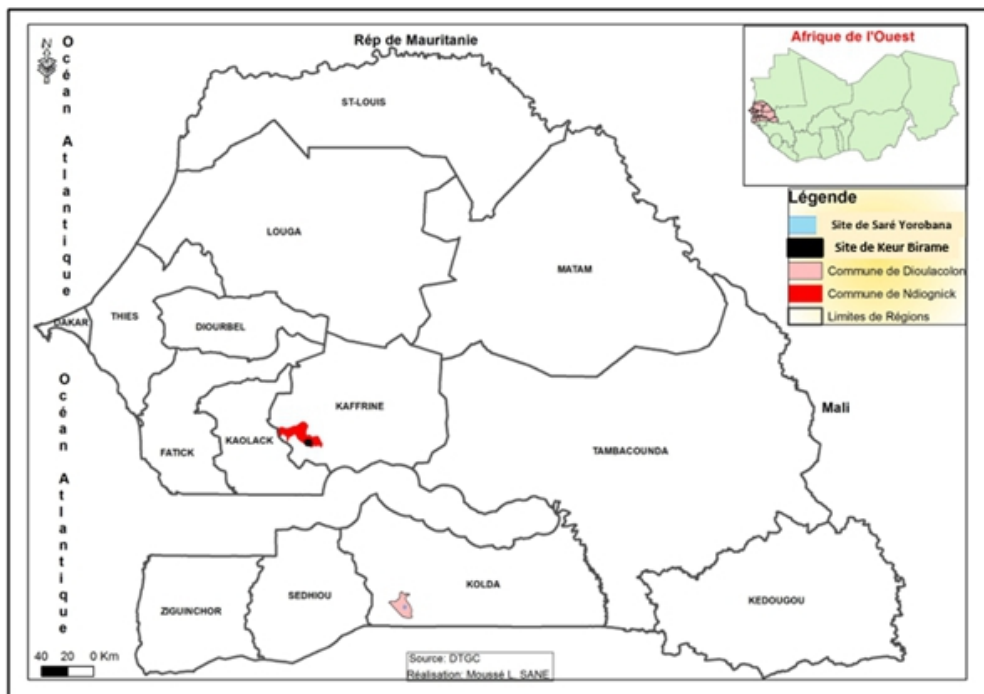 Rép de Mauritanie
Afrique de l'Ouest
N
Océan Atlantique
ST-LOUIS
LOUGA
MATAM
DAKAR
THIES
DIOURBEL
KAFFRINE
FATICK
KAOLACK
TAMBACOUNDA
Mali
Océan Atlantique
ZIGUINCHOR
SEDHIOU
KOLDA
KEDOUGOU
Légende
Site de Saré Yorobana
Site de Keur Birame
Commune de Dioulacolon
Commune de Ndiognick
Limites de Régions
40 20 0 Km
Source: DTGC
Réalisation: Moussé L. SANE